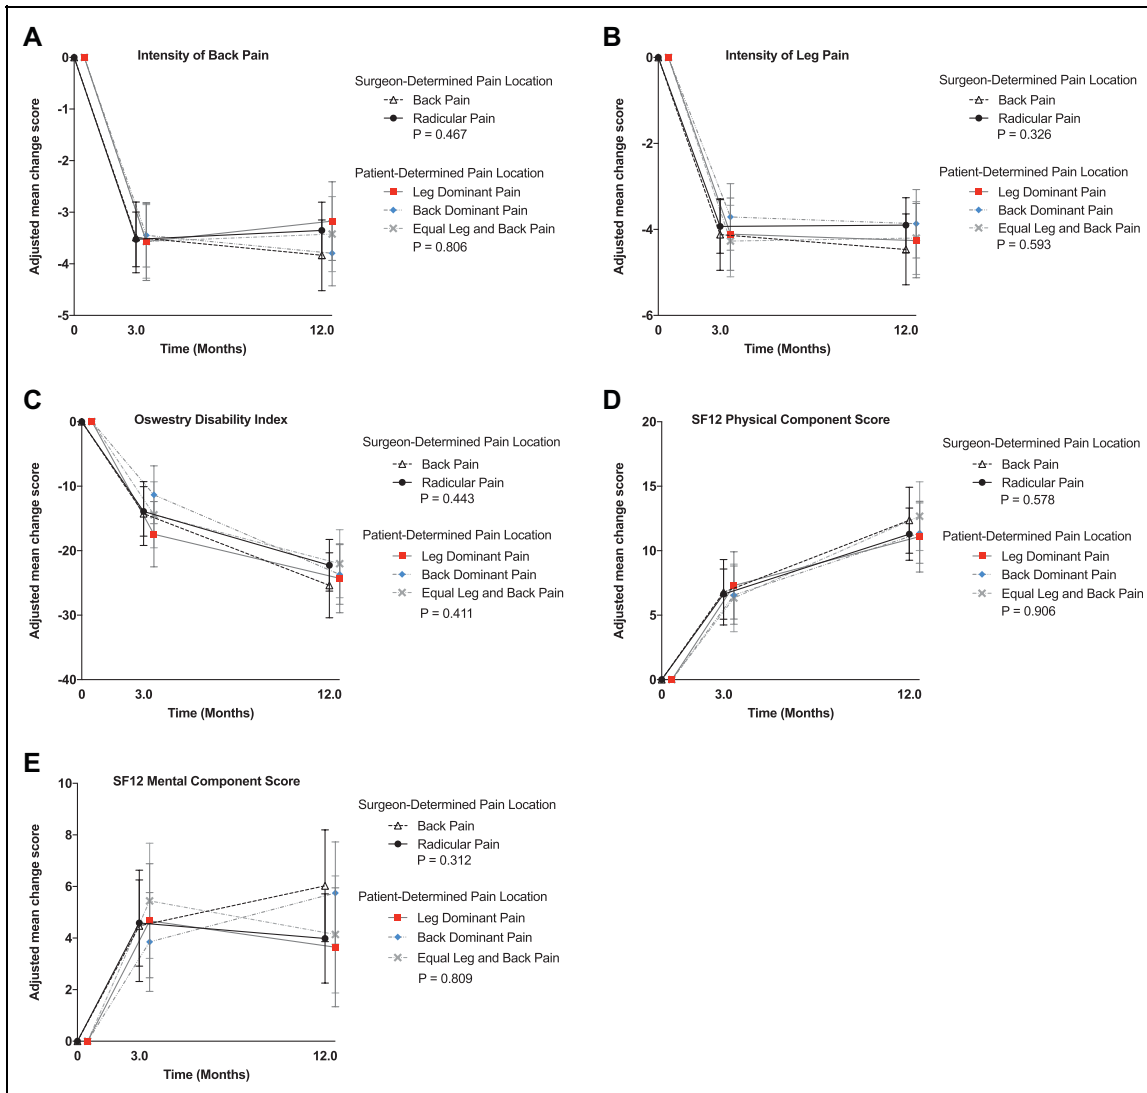 A
Intensity of Back Pain
Adjusted mean change score
0
-1
-2
-3
-4
-5
0
3.0
12.0
Time (Months)
Surgeon-Determined Pain Location
Back Pain
Radicular Pain
P = 0.467
Patient-Determined Pain Location
Leg Dominant Pain
Back Dominant Pain
Equal Leg and Back Pain
P = 0.806
B
Intensity of Leg Pain
Adjusted mean change score
0
-2
-4
-6
0
3.0
12.0
Time (Months)
Surgeon-Determined Pain Location
Back Pain
Radicular Pain
P = 0.326
Patient-Determined Pain Location
Leg Dominant Pain
Back Dominant Pain
Equal Leg and Back Pain
P = 0.593
C
Oswestry Disability Index
Adjusted mean change score
0
-10
-20
-30
-40
0
3.0
12.0
Time (Months)
Surgeon-Determined Pain Location
Back Pain
Radicular Pain
P = 0.443
Patient-Determined Pain Location
Leg Dominant Pain
Back Dominant Pain
Equal Leg and Back Pain
P = 0.411
D
SF12 Physical Component Score
Adjusted mean change score
20
15
10
5
0
0
3.0
12.0
Time (Months)
Surgeon-Determined Pain Location
Back Pain
Radicular Pain
P = 0.578
Patient-Determined Pain Location
Leg Dominant Pain
Back Dominant Pain
Equal Leg and Back Pain
P = 0.906
E
SF12 Mental Component Score
Adjusted mean change score
10
8
6
4
2
0
0
3.0
12.0
Time (Months)
Surgeon-Determined Pain Location
Back Pain
Radicular Pain
P = 0.312
Patient-Determined Pain Location
Leg Dominant Pain
Back Dominant Pain
Equal Leg and Back Pain
P = 0.809